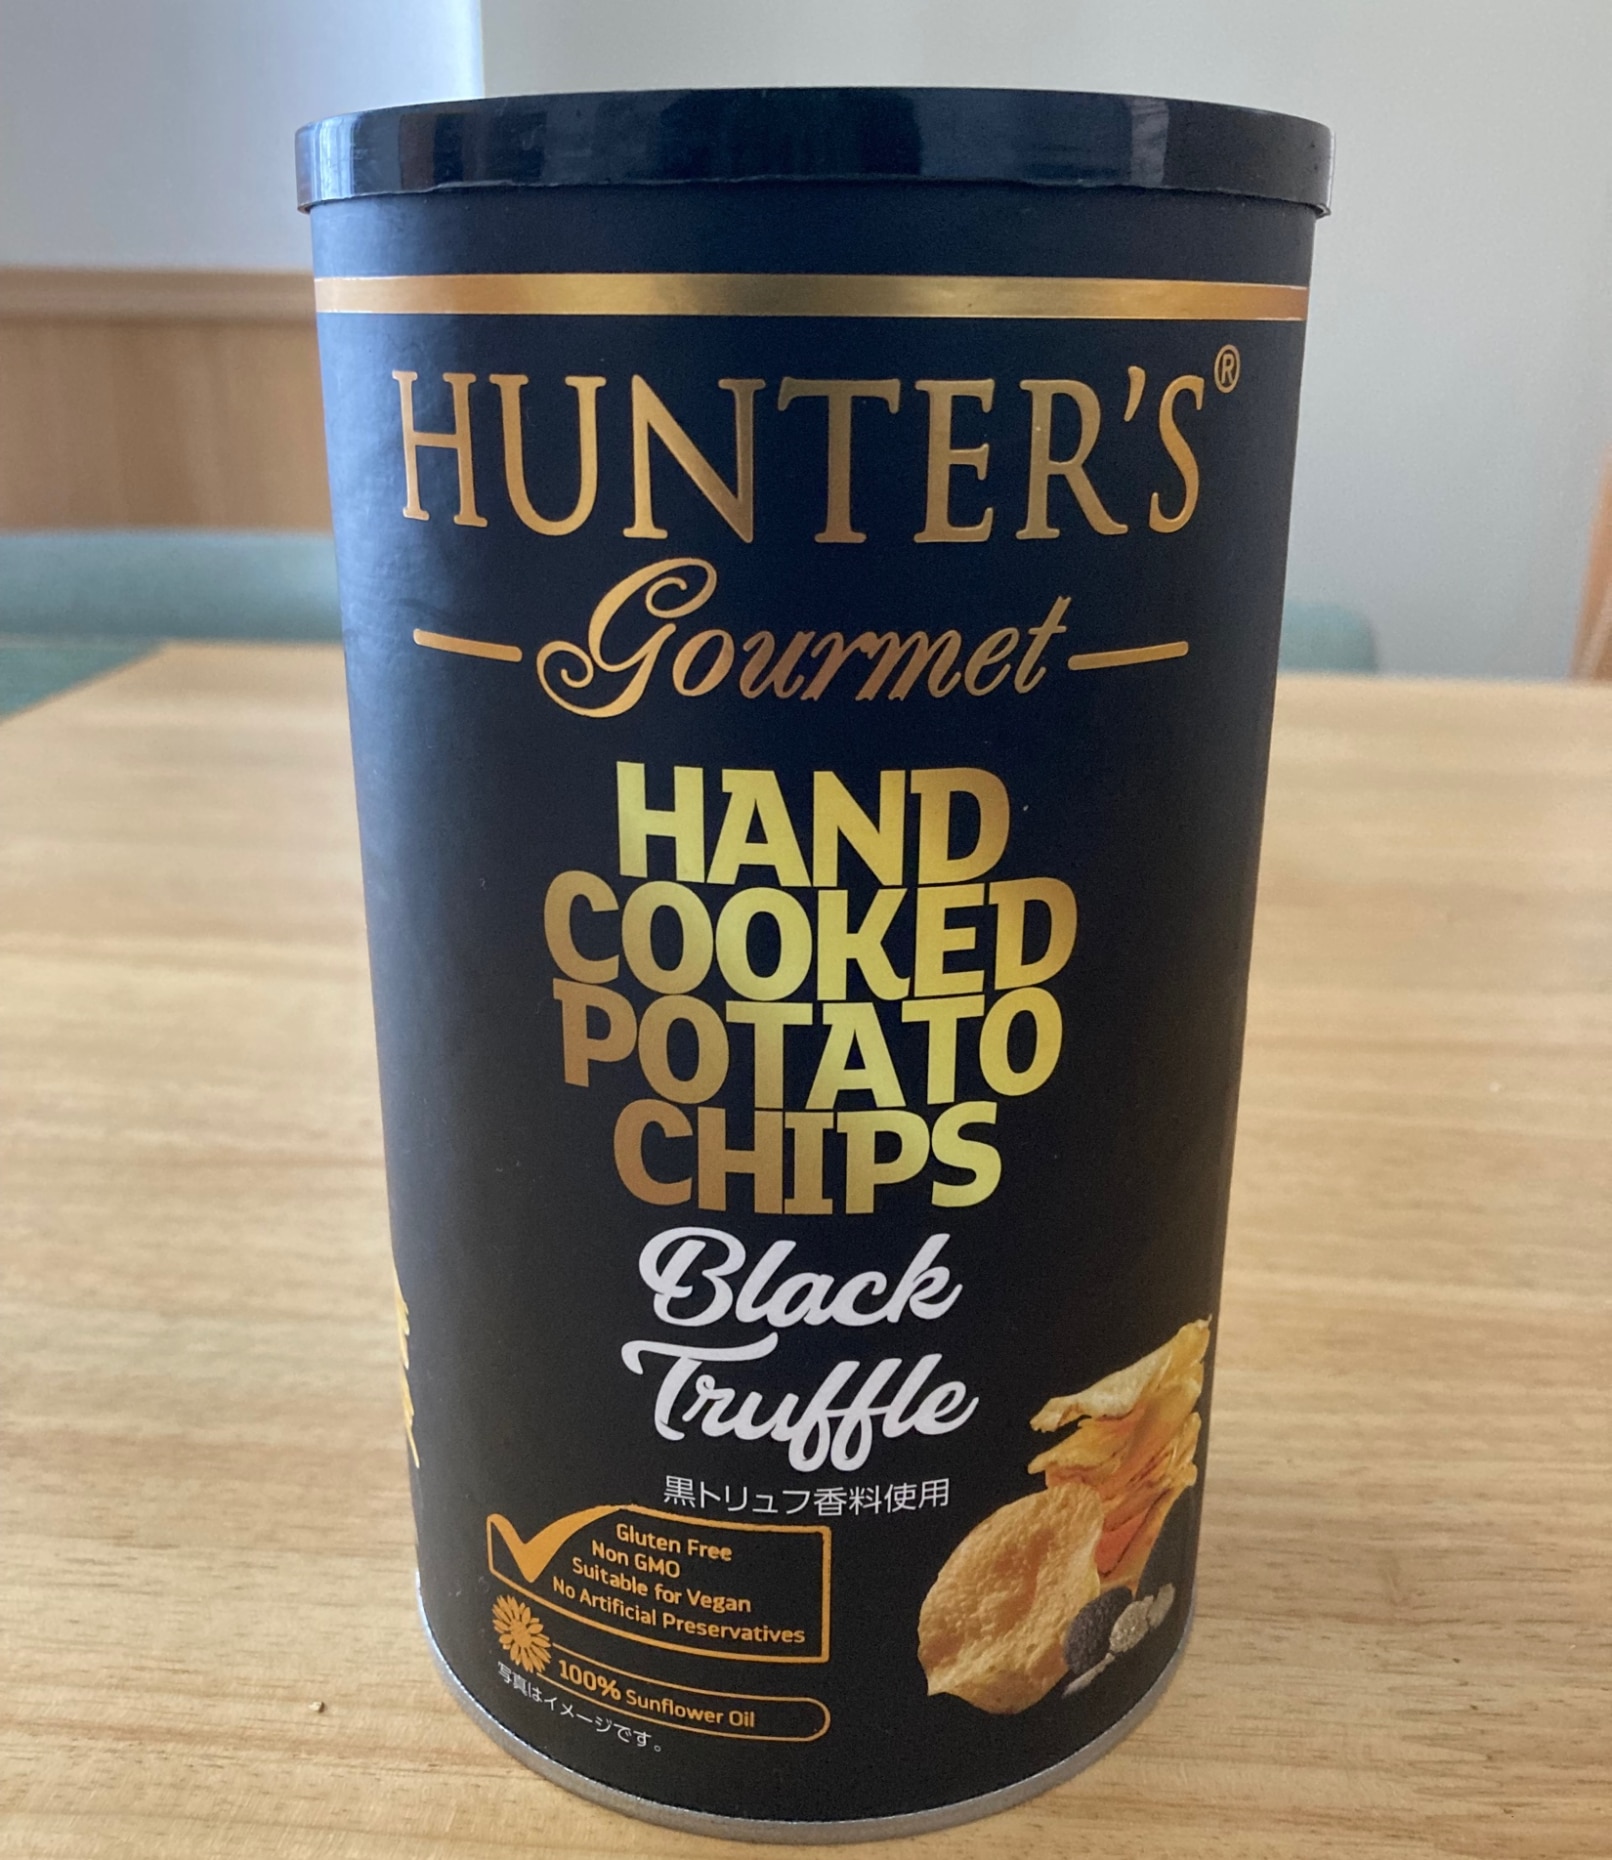 HUNTER'S®
Gourmet
HAND
COOKED
POTATO
CHIPS
Black
Truffle
黒トリュフ香料使用
Gluten Free
Non GMO
Suitable for Vegan
No Artificial Preservatives
100% Sunflower Oil
写真はイメージです。